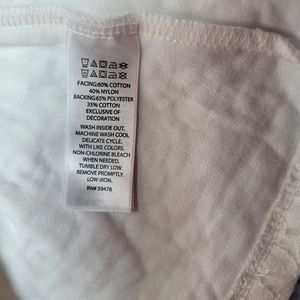 FACING:60% COTTON
40% NYLON
BACKING:65% POLYESTER
35% COTTON
EXCLUSIVE OF
DECORATION
WASH INSIDE OUT.
MACHINE WASH COOL.
DELICATE CYCLE.
WITH LIKE COLORS.
NON-CHLORINE BLEACH
WHEN NEEDED.
TUMBLE DRY LOW.
REMOVE PROMPTLY.
LOW IRON.
RN# 59478